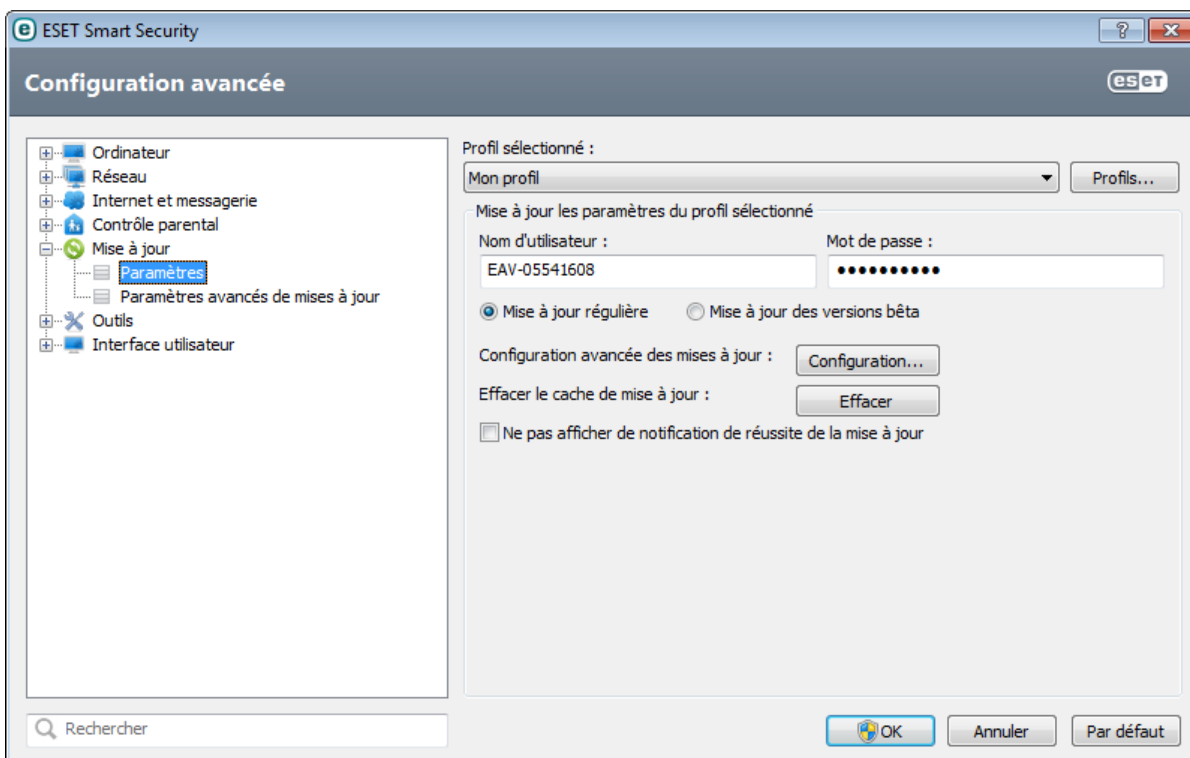 ESET Smart Security
Configuration avancée
eseT
Ordinateur
Réseau
Internet et messagerie
Contrôle parental
Mise à jour
Paramètres
Paramètres avancés de mises à jour
Outils
Interface utilisateur
Rechercher
Profil sélectionné :
Mon profil
Profils...
Mise à jour les paramètres du profil sélectionné
Nom d'utilisateur :
Mot de passe :
EAV-05541608
••••••••••
Mise à jour régulière
Mise à jour des versions bêta
Configuration avancée des mises à jour :
Configuration...
Effacer le cache de mise à jour :
Effacer
Ne pas afficher de notification de réussite de la mise à jour
OK
Annuler
Par défaut